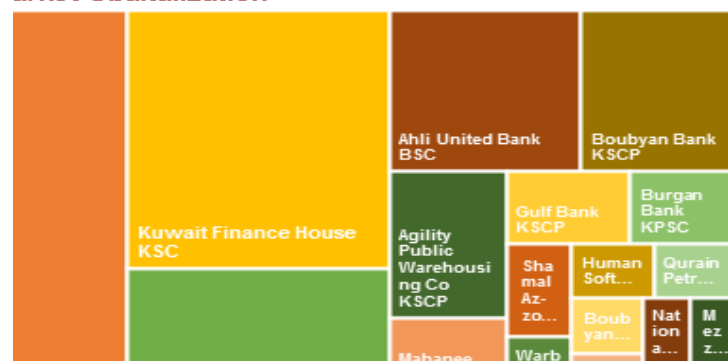 Kuwait Finance House
KSC
Ahli United Bank
BSC
Boubyan Bank
KSCP
Agility
Public
Warehousi
ng Co
KSCP
Gulf Bank
KSCP
Burgan
Bank
KPSC
Sha
mal
Az-
zo...
Human
Soft...
Qurain
Petr...
Boub
yan...
Nat
ion
a...
M
ez
z...
Mabanee
Warb